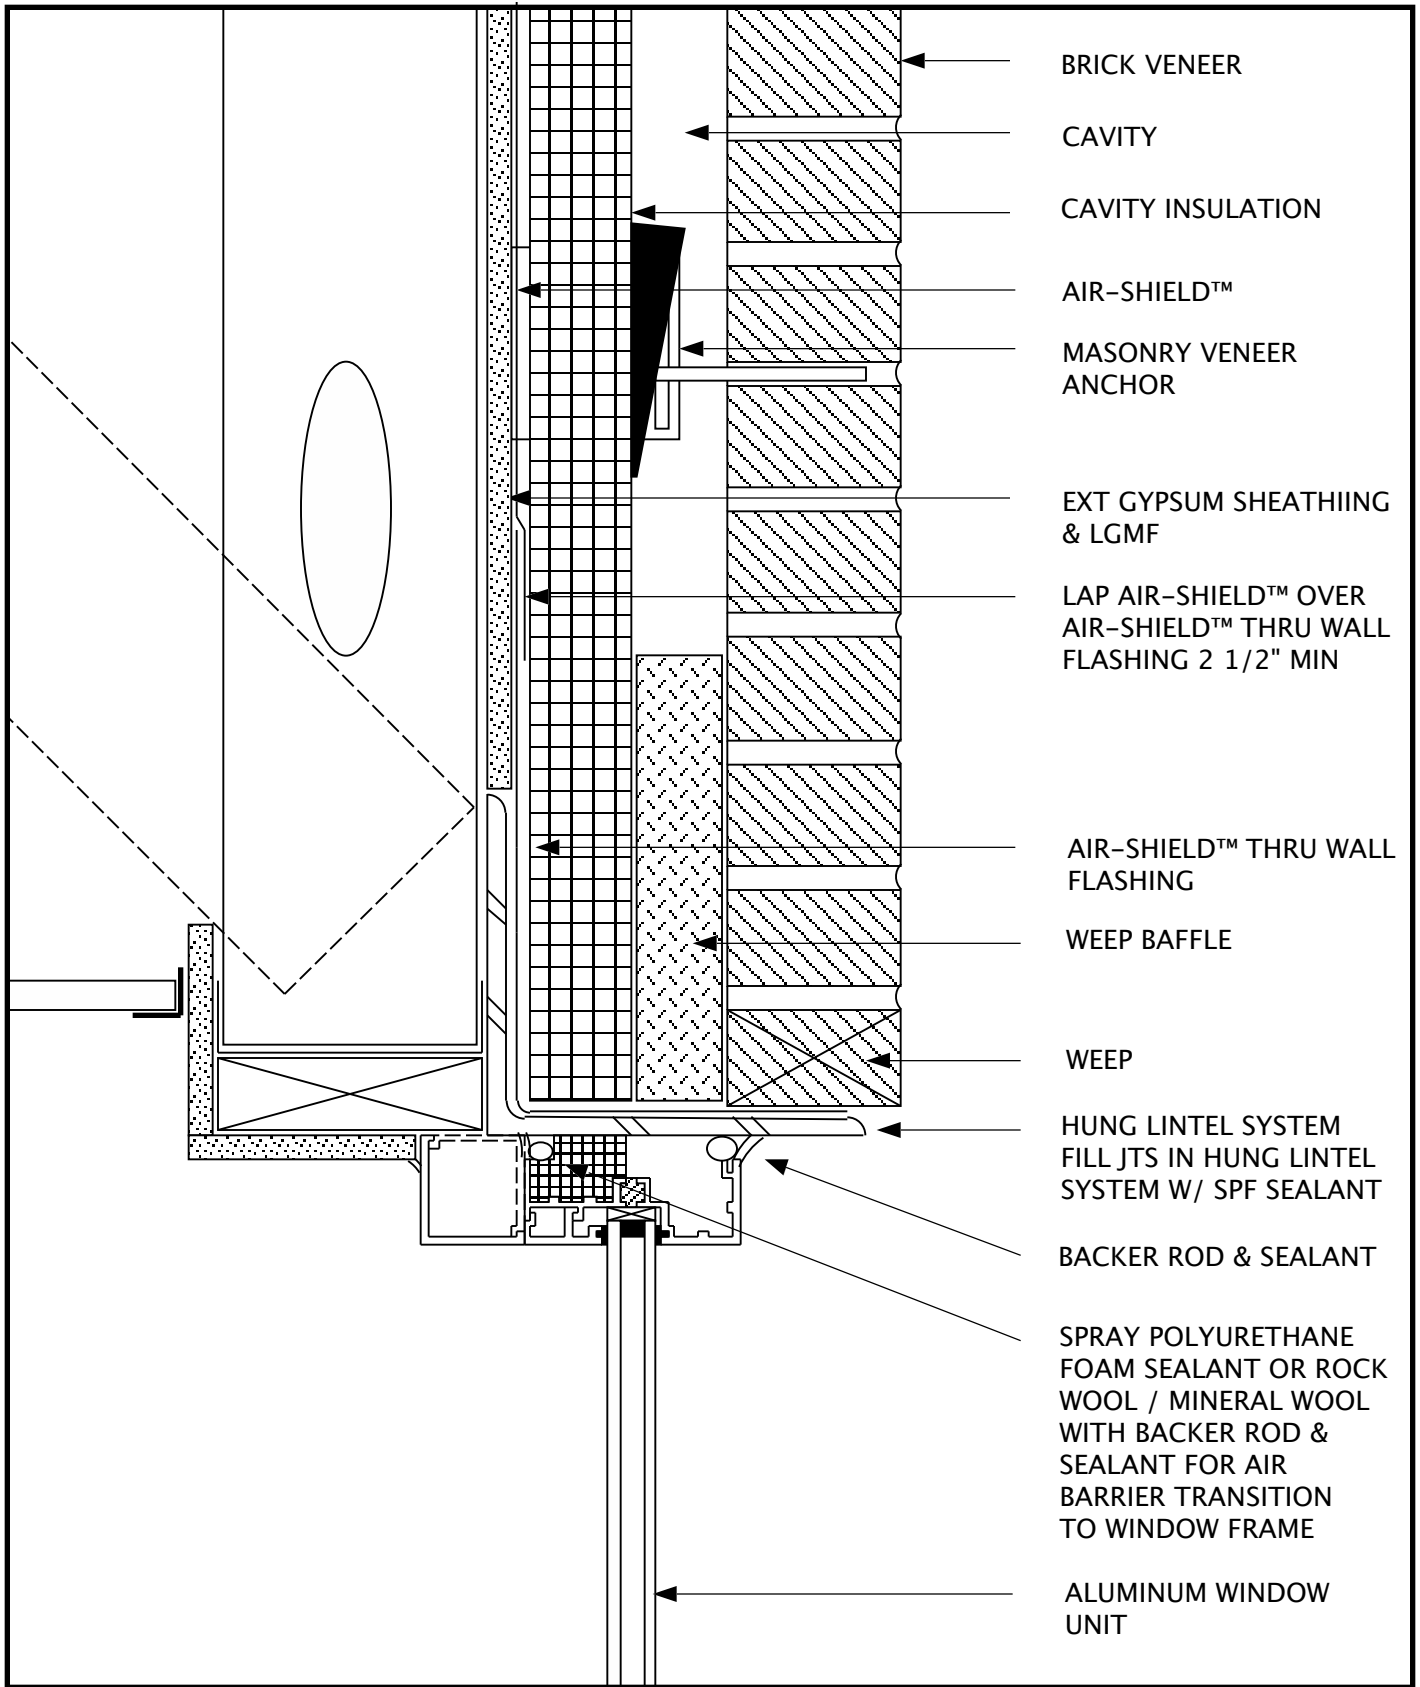 BRICK VENEER
CAVITY
CAVITY INSULATION
AIR-SHIELD™
MASONRY VENEER
ANCHOR
EXT GYPSUM SHEATHIING
& LGMF
LAP AIR-SHIELD™ OVER
AIR-SHIELD™ THRU WALL
FLASHING 2 1/2" MIN
AIR-SHIELD™ THRU WALL
FLASHING
WEEP BAFFLE
WEEP
HUNG LINTEL SYSTEM
FILL JTS IN HUNG LINTEL
SYSTEM W/ SPF SEALANT
BACKER ROD & SEALANT
SPRAY POLYURETHANE
FOAM SEALANT OR ROCK
WOOL / MINERAL WOOL
WITH BACKER ROD &
SEALANT FOR AIR
BARRIER TRANSITION
TO WINDOW FRAME
ALUMINUM WINDOW
UNIT